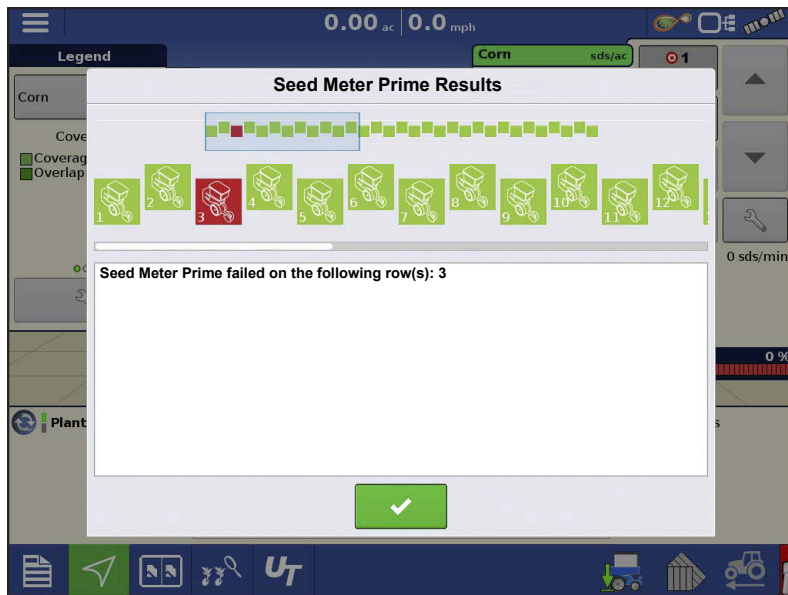 0.00 ac 0.0 mph
Legend
Corn sds/ac
1
Seed Meter Prime Results
Corn
Cove
Coverag
Overlap
1 2 3 4 5 6 7 8 9 10 11 12
0 sds/min
Seed Meter Prime failed on the following row(s): 3
0 %
Plant
s
UT